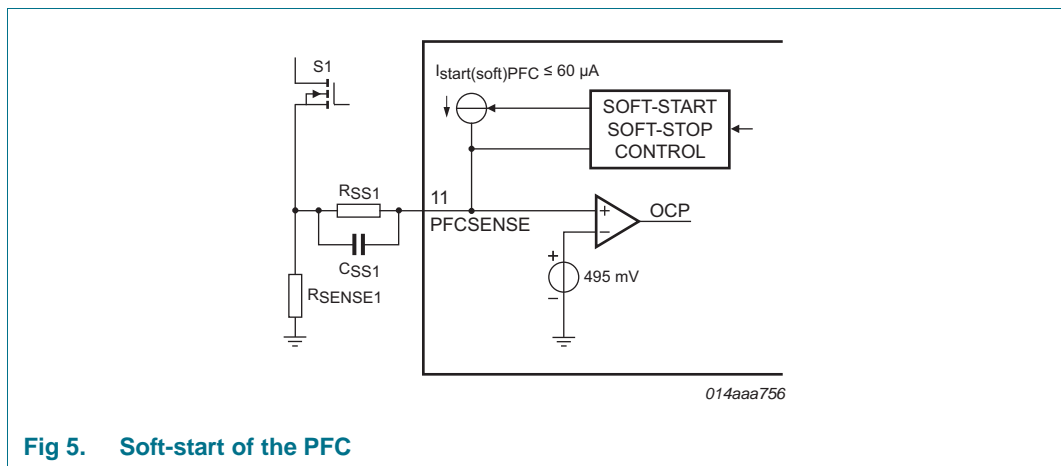 S1
Istart(soft)PFC ≤ 60 μA
SOFT-START
SOFT-STOP
CONTROL
RSS1
11
PFCSENSE
CSS1
RSENSE1
+
−
OCP
+
−
495 mV
014aaa756
Fig 5. Soft-start of the PFC